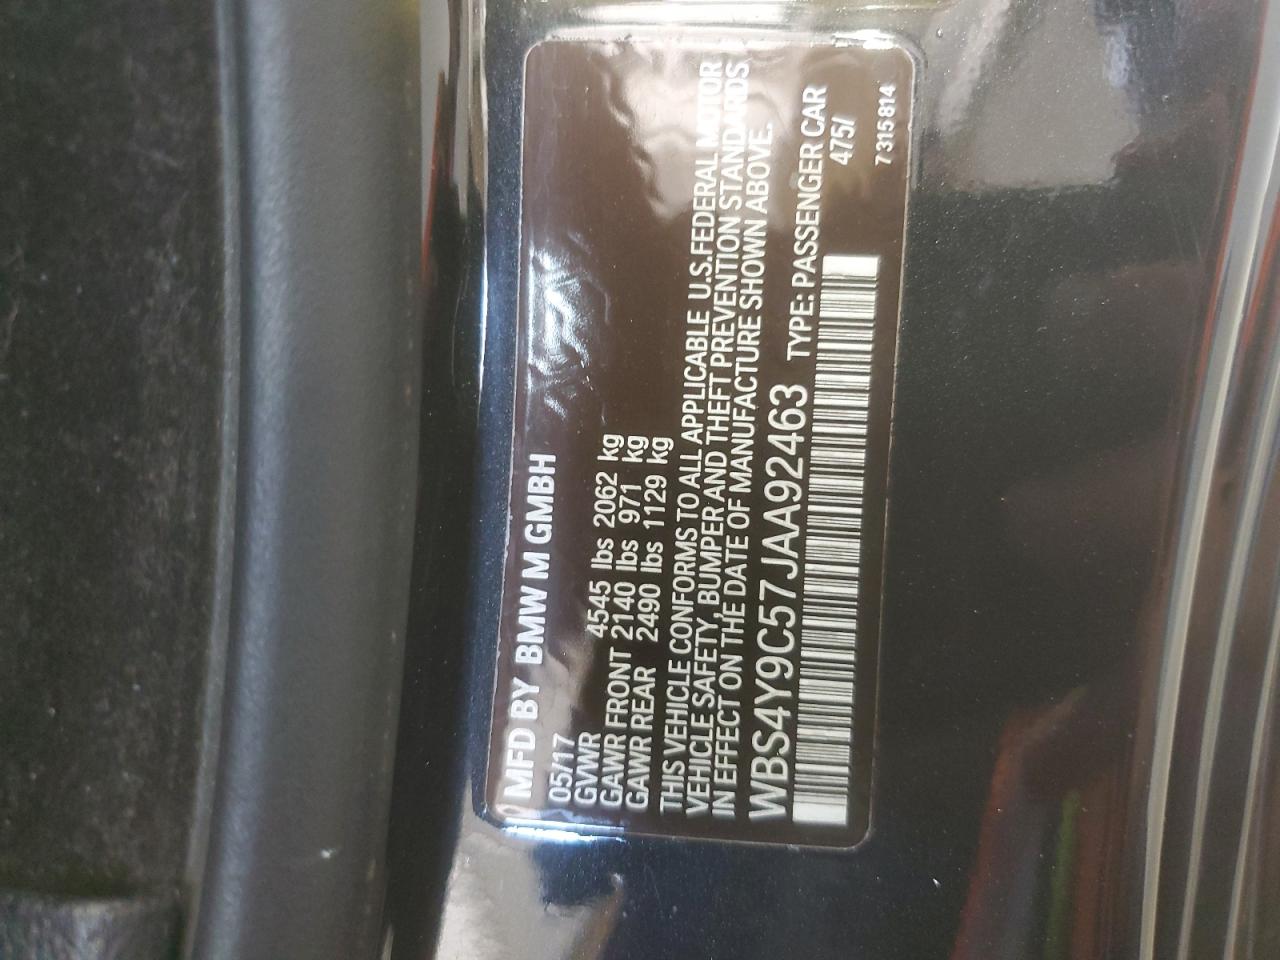 MFD BY BMW M GMBH
05/17
GVWR 4545 lbs 2062 kg
GAWR FRONT 2140 lbs 971 kg
GAWR REAR 2490 lbs 1129 kg
THIS VEHICLE CONFORMS TO ALL APPLICABLE U.S.FEDERAL MOTOR
VEHICLE SAFETY, BUMPER AND THEFT PREVENTION STANDARDS
IN EFFECT ON THE DATE OF MANUFACTURE SHOWN ABOVE.
WBS4Y9C57JAA92463 TYPE: PASSENGER CAR
475/
7 315 814